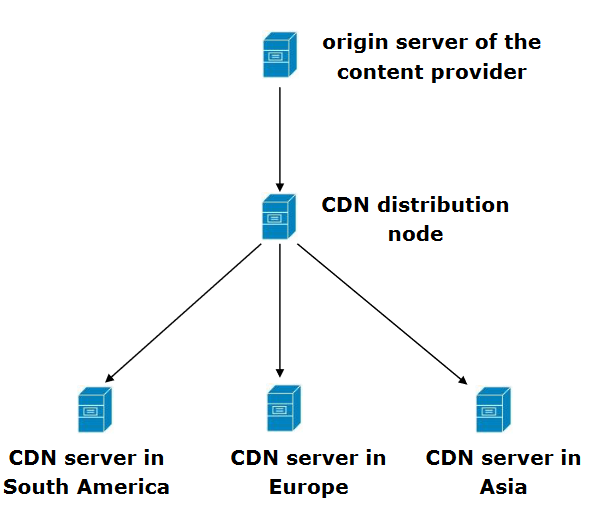 origin server of the
content provider
CDN distribution
node
CDN server in
South America
CDN server in
Europe
CDN server in
Asia